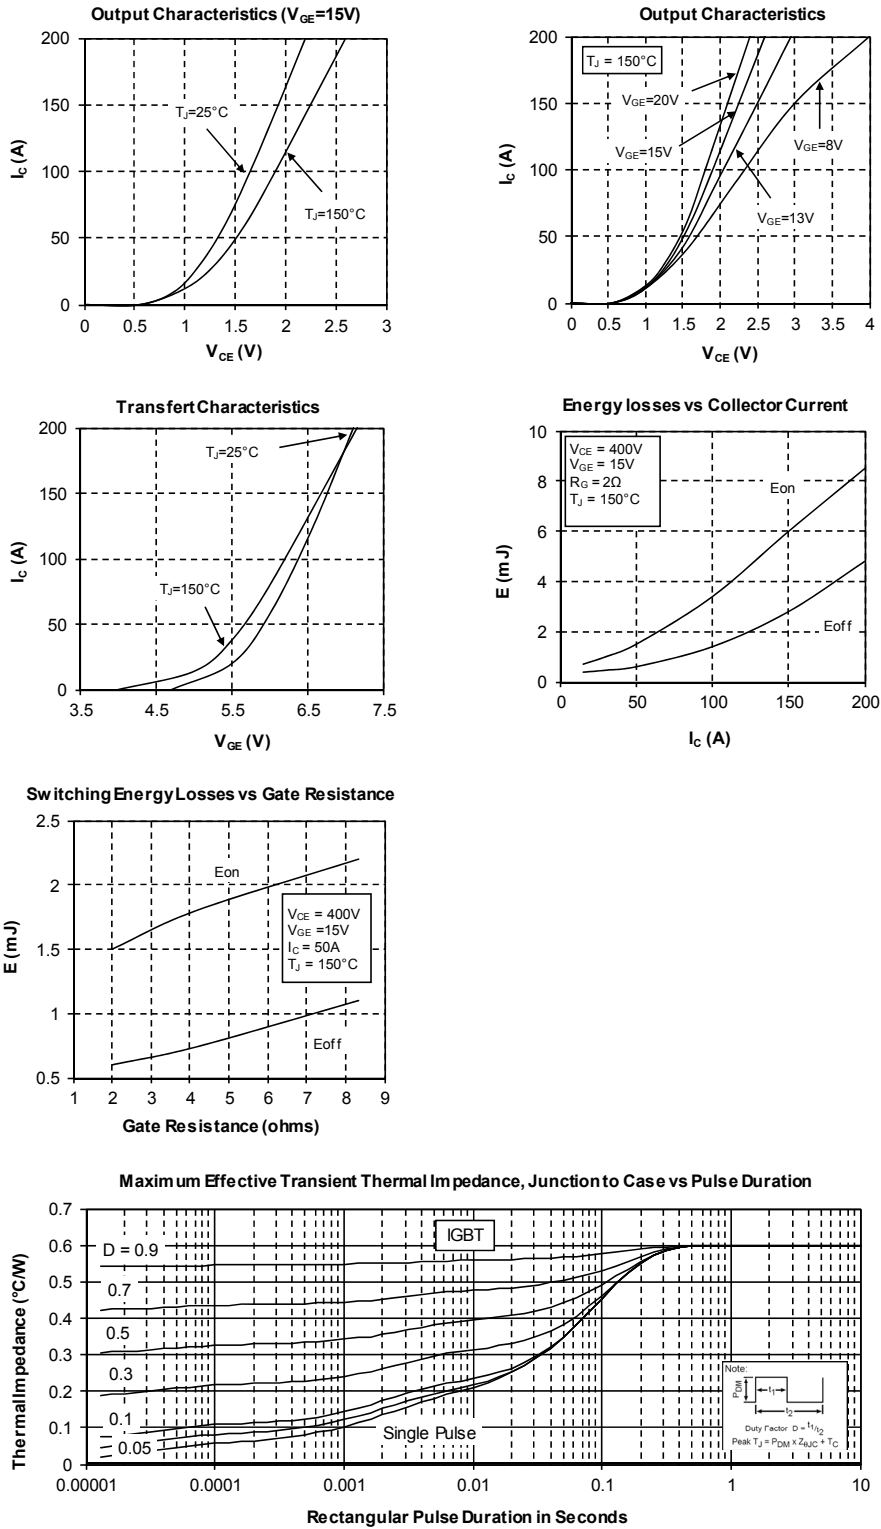 Output Characteristics (VGE=15V)
200
150
100
50
0
IC (A)
TJ=25°C
TJ=150°C
0 0.5 1 1.5 2 2.5 3
VCE (V)
Output Characteristics
200
150
100
50
0
IC (A)
TJ = 150°C
VGE=20V
VGE=15V
VGE=8V
VGE=13V
0 0.5 1 1.5 2 2.5 3 3.5 4
VCE (V)
Transfert Characteristics
200
150
100
50
0
IC (A)
TJ=25°C
TJ=150°C
3.5 4.5 5.5 6.5 7.5
VGE (V)
Energy losses vs Collector Current
10
8
6
4
2
0
E (mJ)
VCE = 400V
VGE = 15V
RG = 2Ω
TJ = 150°C
Eon
Eoff
0 50 100 150 200
IC (A)
Switching Energy Losses vs Gate Resistance
2.5
2
1.5
1
0.5
E (mJ)
Eon
VCE = 400V
VGE =15V
IC = 50A
TJ = 150°C
Eoff
1 2 3 4 5 6 7 8 9
Gate Resistance (ohms)
Maximum Effective Transient Thermal Impedance, Junction to Case vs Pulse Duration
0.7
0.6
0.5
0.4
0.3
0.2
0.1
0
Thermal Impedance (°C/W)
IGBT
D = 0.9
0.7
0.5
0.3
0.1
0.05
Single Pulse
Note:
PDM
t1
t2
Duty Factor D = t1/t2
Peak TJ = PDM x ZθJC + TC
0.00001 0.0001 0.001 0.01 0.1 1 10
Rectangular Pulse Duration in Seconds